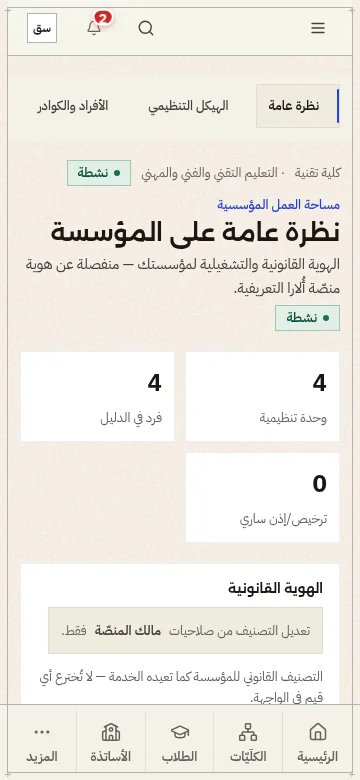 سق
2
نظرة عامة
الهيكل التنظيمي
الأفراد والكوادر
كلية تقنية · التعليم التقني والفني والمهني نشطة
مساحة العمل المؤسسية
نظرة عامة على المؤسسة
الهوية القانونية والتشغيلية لمؤسستك — منفصلة عن هوية
منصّة ألارا التعريفية.
نشطة
4
وحدة تنظيمية
4
فرد في الدليل
0
ترخيص/إذن ساري
الهوية القانونية
تعديل التصنيف من صلاحيات مالك المنصّة فقط.
التصنيف القانوني للمؤسسة كما تعيده الخدمة — لا تُخترع أي
قيم في الواجهة.
الرئيسية
الكليّات
الطلاب
الأساتذة
المزيد